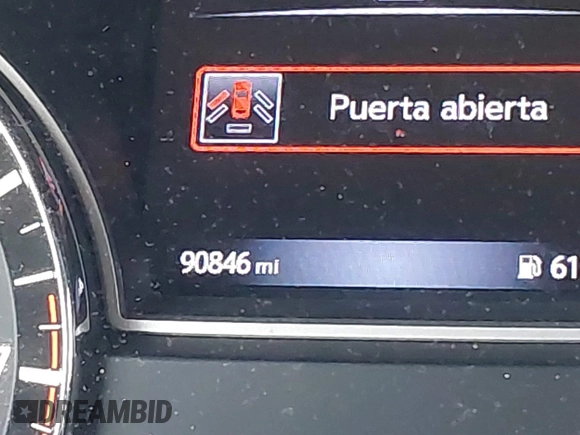 Puerta abierta
90846 mi
61
DREAMBID